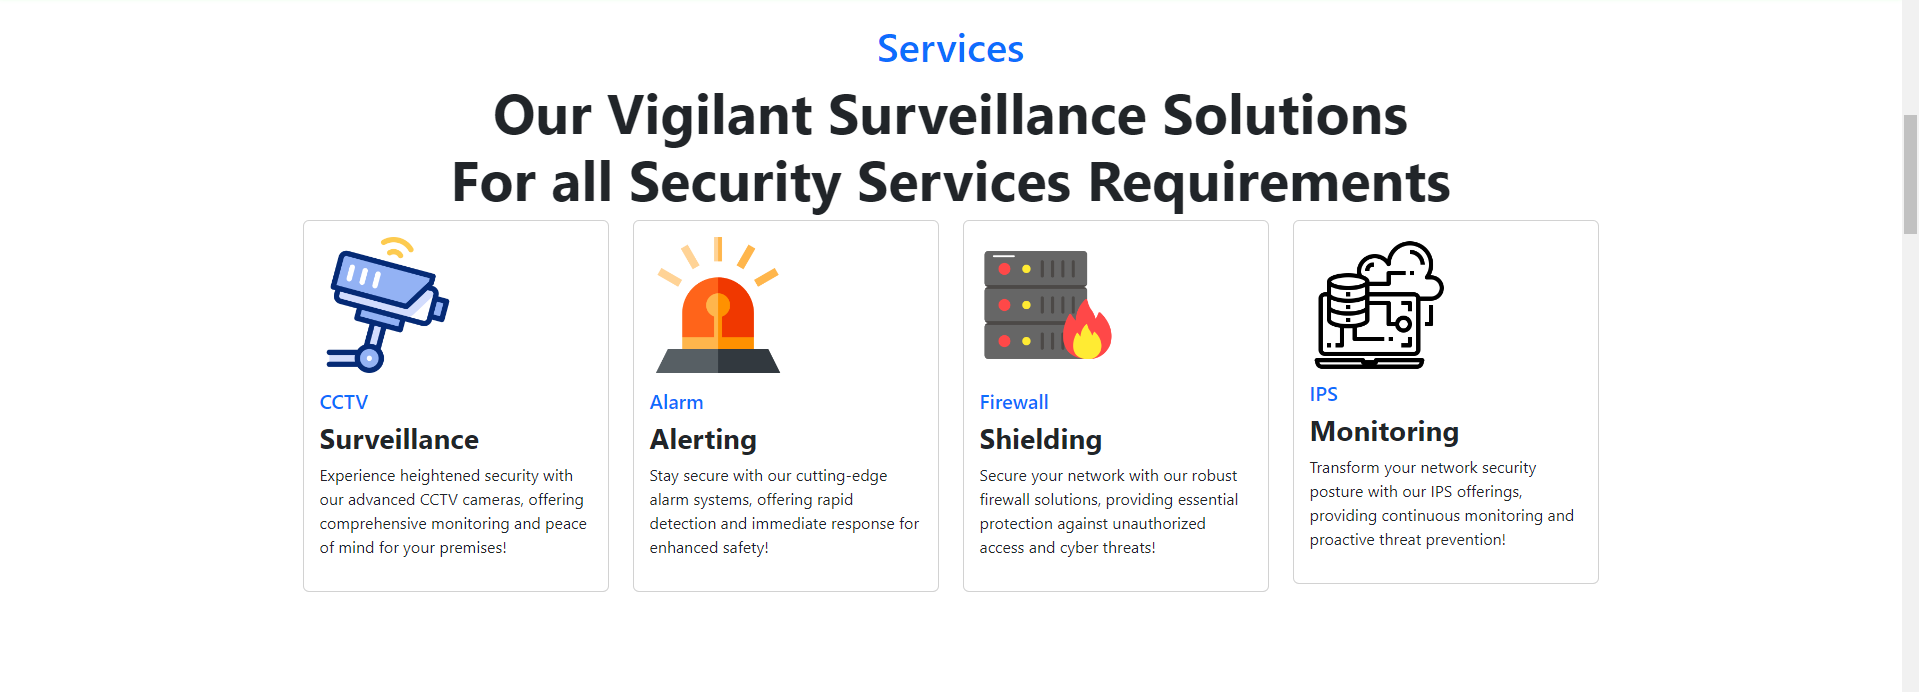 Services
Our Vigilant Surveillance Solutions
For all Security Services Requirements
CCTV
Surveillance
Experience heightened security with
our advanced CCTV cameras, offering
comprehensive monitoring and peace
of mind for your premises!
Alarm
Alerting
Stay secure with our cutting-edge
alarm systems, offering rapid
detection and immediate response for
enhanced safety!
Firewall
Shielding
Secure your network with our robust
firewall solutions, providing essential
protection against unauthorized
access and cyber threats!
IPS
Monitoring
Transform your network security
posture with our IPS offerings,
providing continuous monitoring and
proactive threat prevention!